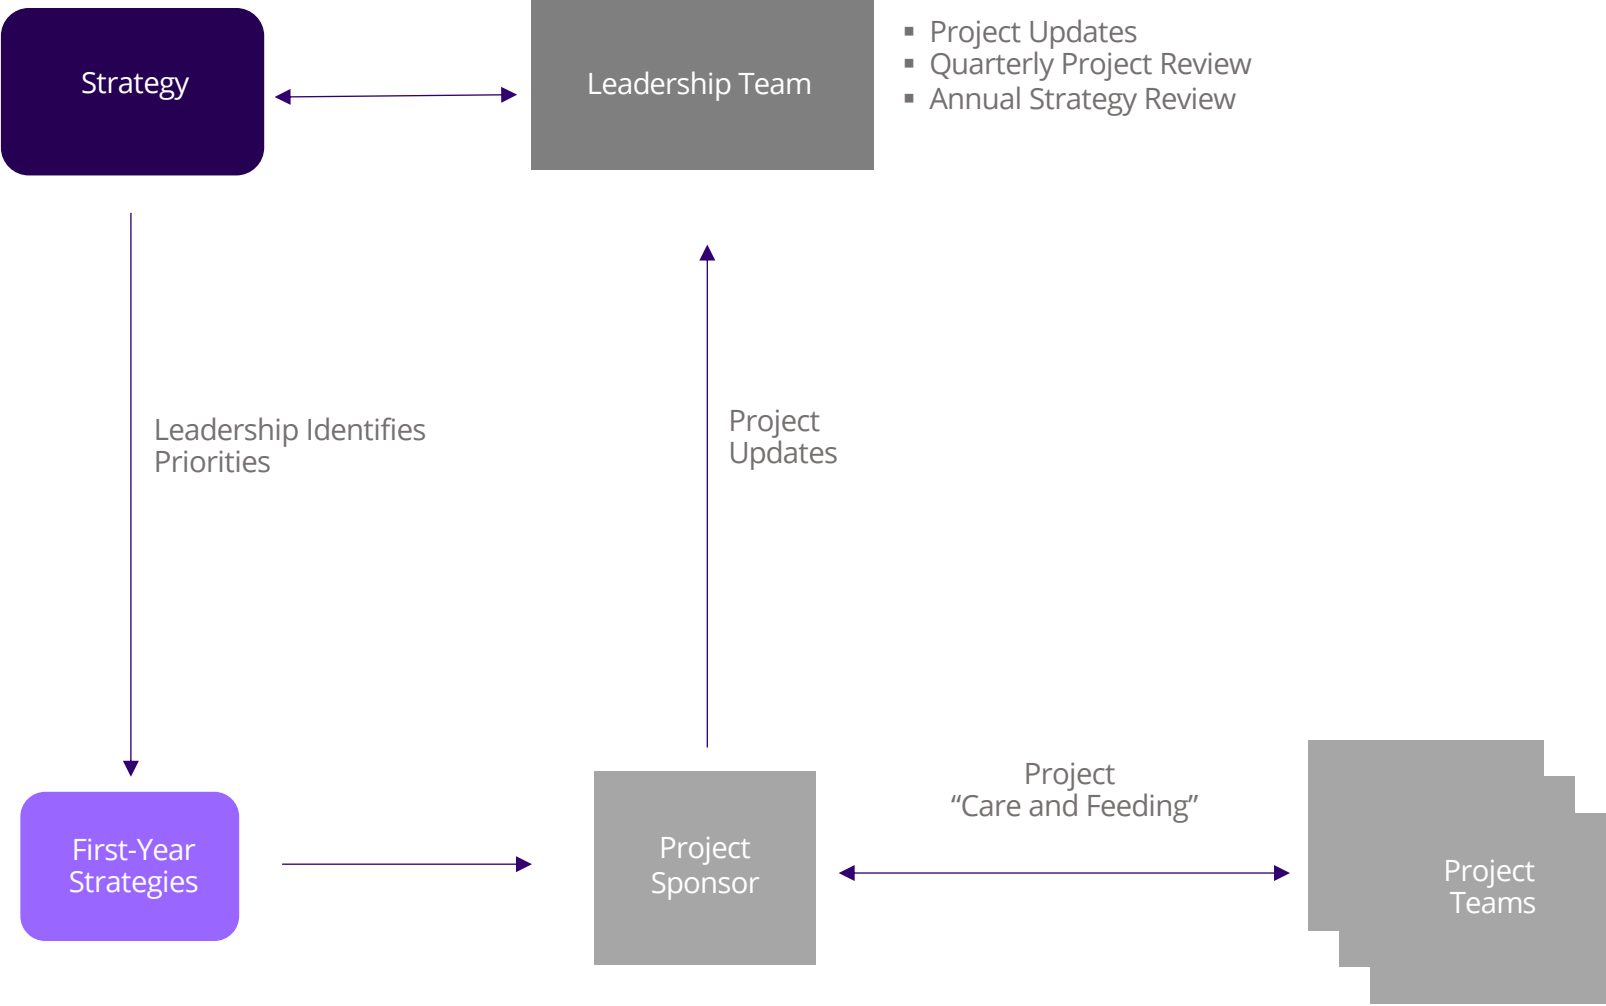 Strategy
Leadership Team
▪ Project Updates
▪ Quarterly Project Review
▪ Annual Strategy Review
Leadership Identifies
Priorities
Project
Updates
First-Year
Strategies
Project
Sponsor
Project
“Care and Feeding”
Project
Teams